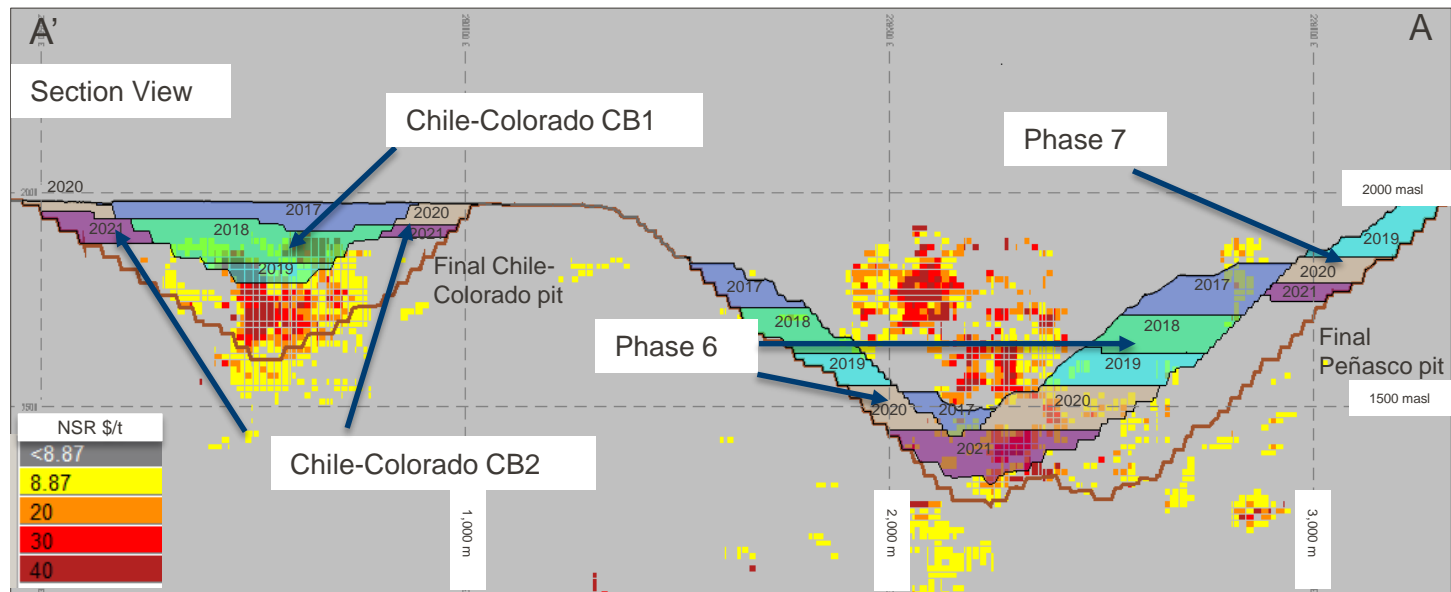 A’
A
Section View
Chile-Colorado CB1
Phase 7
2000 masl
2020
2017
2020
2021
2018
2021
2019
Final Chile-
Colorado pit
2017
2018
2019
2020
2017
2020
2021
2017
2018
2019
2019
2020
2021
Phase 6
Final
Peñasco pit
1500 masl
Chile-Colorado CB2
NSR $/t
<8.87
8.87
20
30
40
1,000 m
2,000 m
3,000 m